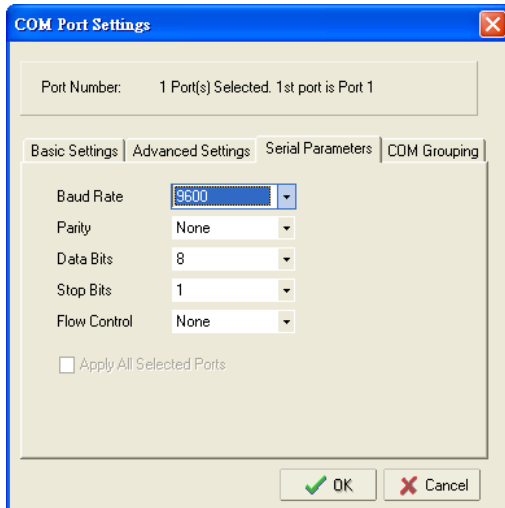 COM Port Settings
Port Number: 1 Port(s) Selected. 1st port is Port 1
Basic Settings Advanced Settings Serial Parameters COM Grouping
Baud Rate 9600
Parity None
Data Bits 8
Stop Bits 1
Flow Control None
Apply All Selected Ports
OK Cancel